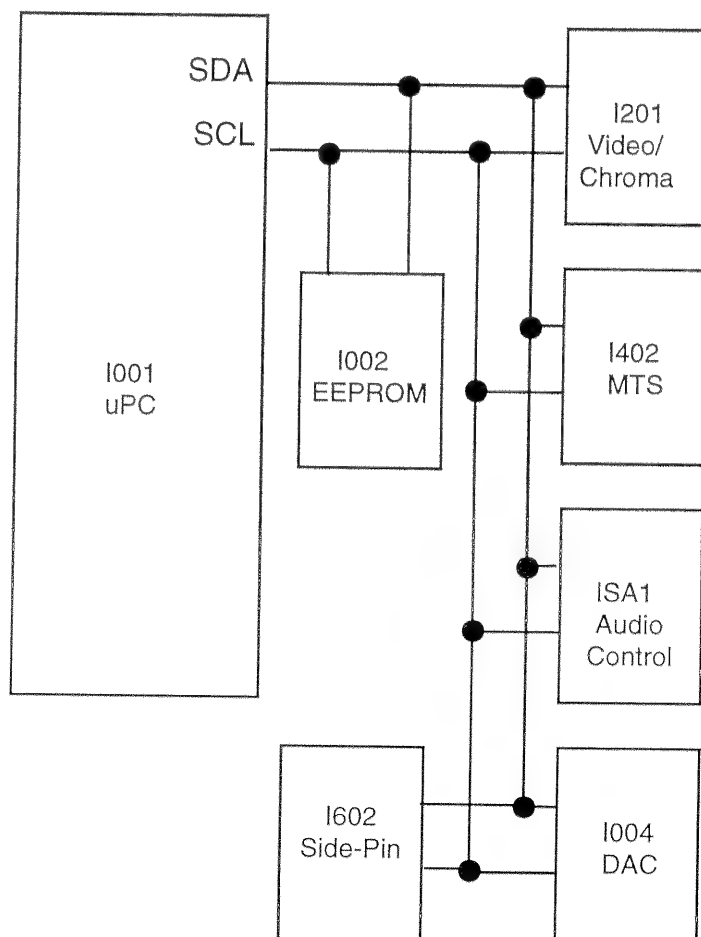 SDA
SCL
I001
uPC
I002
EEPROM
I201
Video/
Chroma
I402
MTS
ISA1
Audio
Control
I602
Side-Pin
I004
DAC